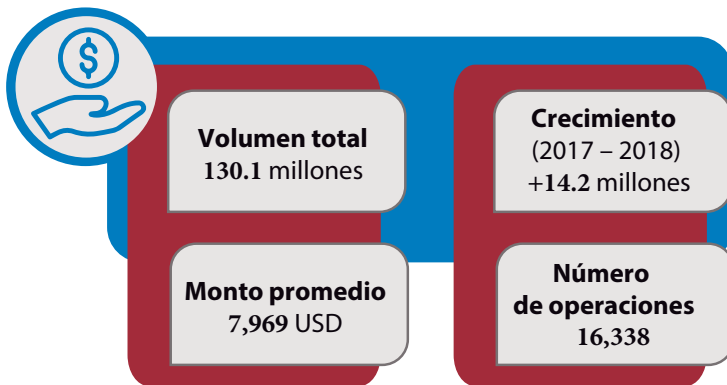 $
Volumen total
130.1 millones
Crecimiento
(2017 – 2018)
+14.2 millones
Monto promedio
7,969 USD
Número
de operaciones
16,338